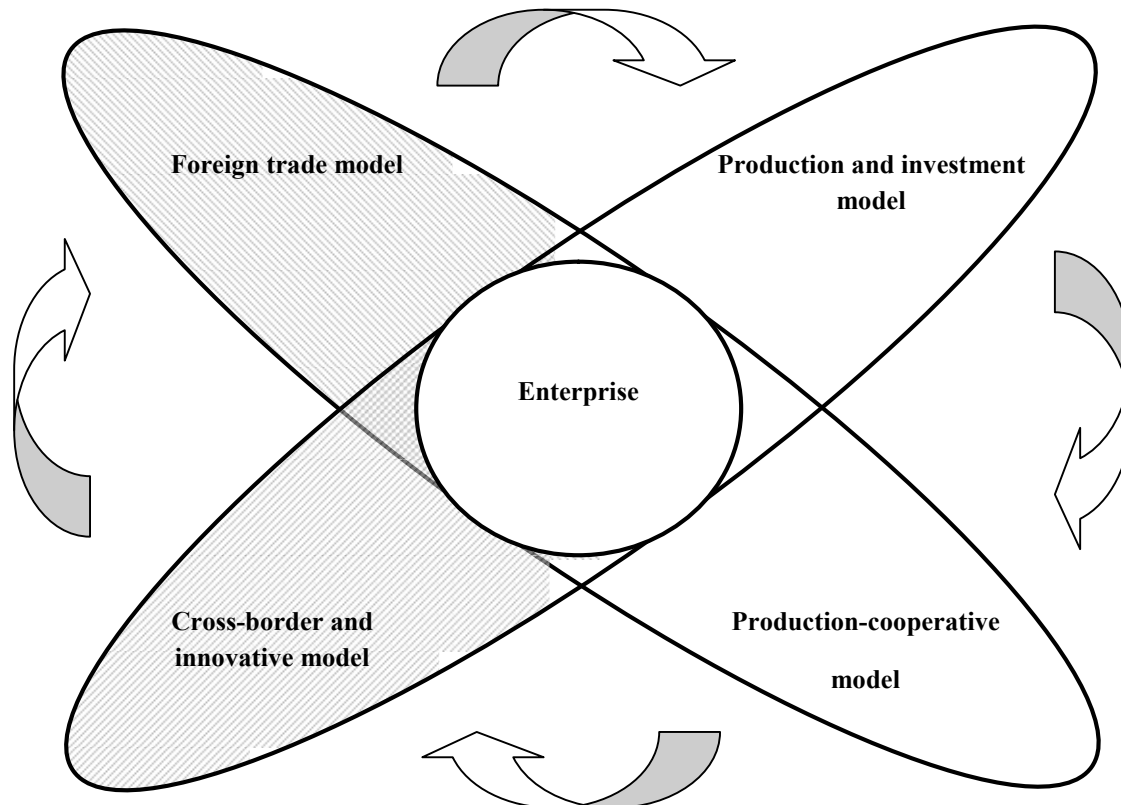 Foreign trade model
Production and investment
model
Enterprise
Cross-border and
innovative model
Production-cooperative
model